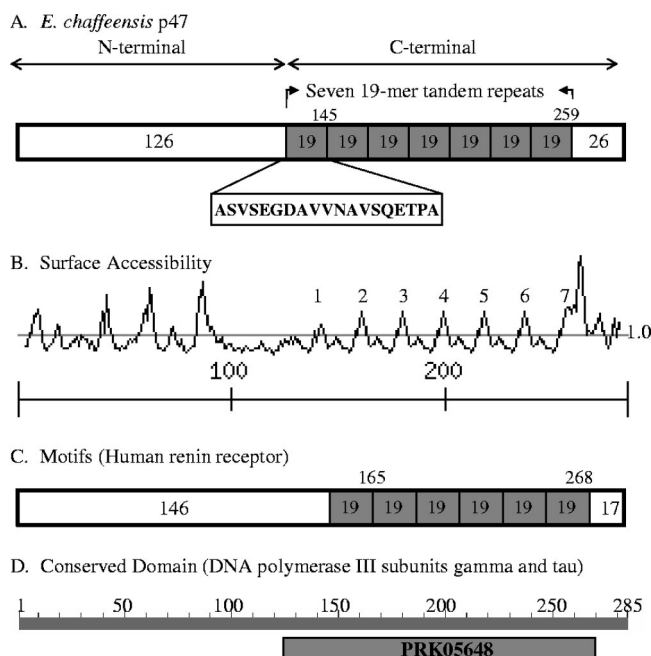 A. E. chaffeensis p47
N-terminal C-terminal
Seven 19-mer tandem repeats
145 259
126 19 19 19 19 19 19 19 26
ASVSEGDAVVNAVSQETPA
B. Surface Accessibility
1 2 3 4 5 6 7
1.0
100 200
C. Motifs (Human renin receptor)
165 268
146 19 19 19 19 19 19 17
D. Conserved Domain (DNA polymerase III subunits gamma and tau)
1 50 100 150 200 250 285
PRK05648